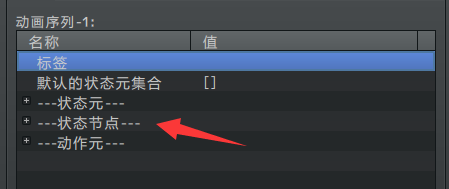 动画序列-1:
名称 值
标签
默认的状态元集合 []
---状态元---
---状态节点---
---动作元---